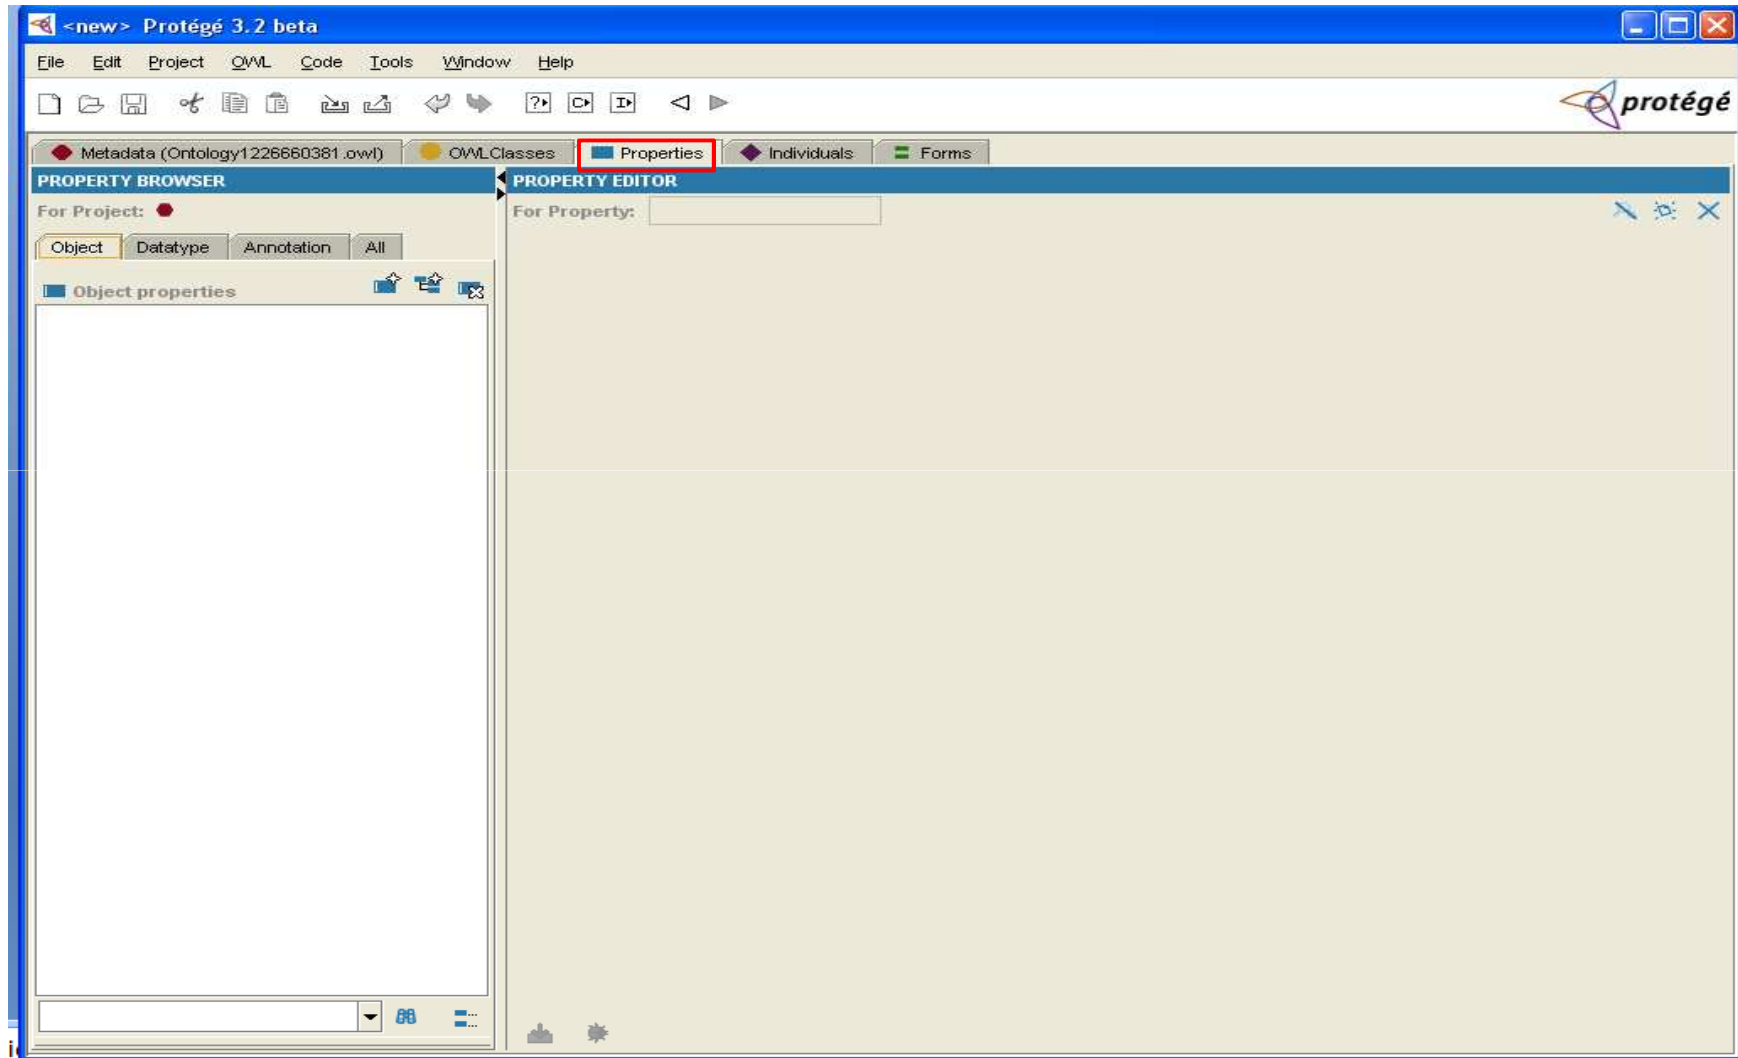 <new> Protégé 3.2 beta
File Edit Project OWL Code Tools Window Help
protégé
Metadata (Ontology1226660381.owl) OWLClasses Properties Individuals Forms
PROPERTY BROWSER PROPERTY EDITOR
For Project: For Property:
Object Datatype Annotation All
Object properties